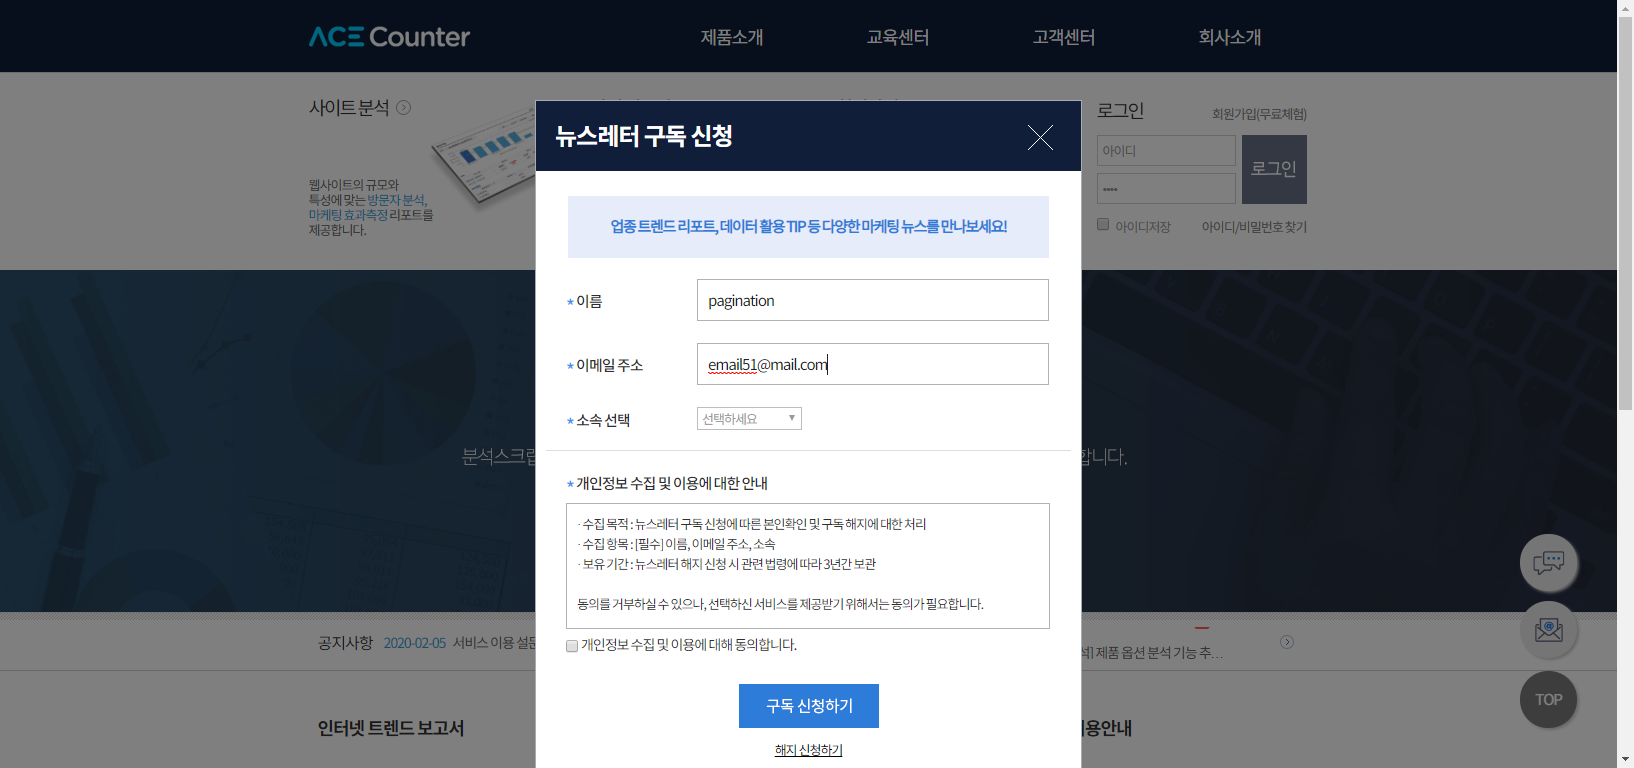 ACE Counter
제품소개
교육센터
고객센터
회사소개
사이트 분석
웹사이트의 규모와
특성에 맞는 방문자 분석,
마케팅 효과측정 리포트를
제공합니다.
로그인
회원가입(무료체험)
아이디
••••
로그인
아이디저장
아이디/비밀번호 찾기
뉴스레터 구독 신청
업종 트렌드 리포트, 데이터 활용 TIP 등 다양한 마케팅 뉴스를 만나보세요!
* 이름
pagination
* 이메일 주소
email51@mail.com
* 소속 선택
선택하세요
* 개인정보 수집 및 이용에 대한 안내
· 수집 목적 : 뉴스레터 구독 신청에 따른 본인확인 및 구독 해지에 대한 처리
· 수집 항목 : [필수] 이름, 이메일 주소, 소속
· 보유 기간 : 뉴스레터 해지 신청 시 관련 법령에 따라 3년간 보관
동의를 거부하실 수 있으나, 선택하신 서비스를 제공받기 위해서는 동의가 필요합니다.
개인정보 수집 및 이용에 대해 동의합니다.
구독 신청하기
해지 신청하기
분석스크립
합니다.
공지사항
2020-02-05 서비스 이용 설문
석] 제품 옵션 분석 기능 추...
인터넷 트렌드 보고서
용안내
TOP